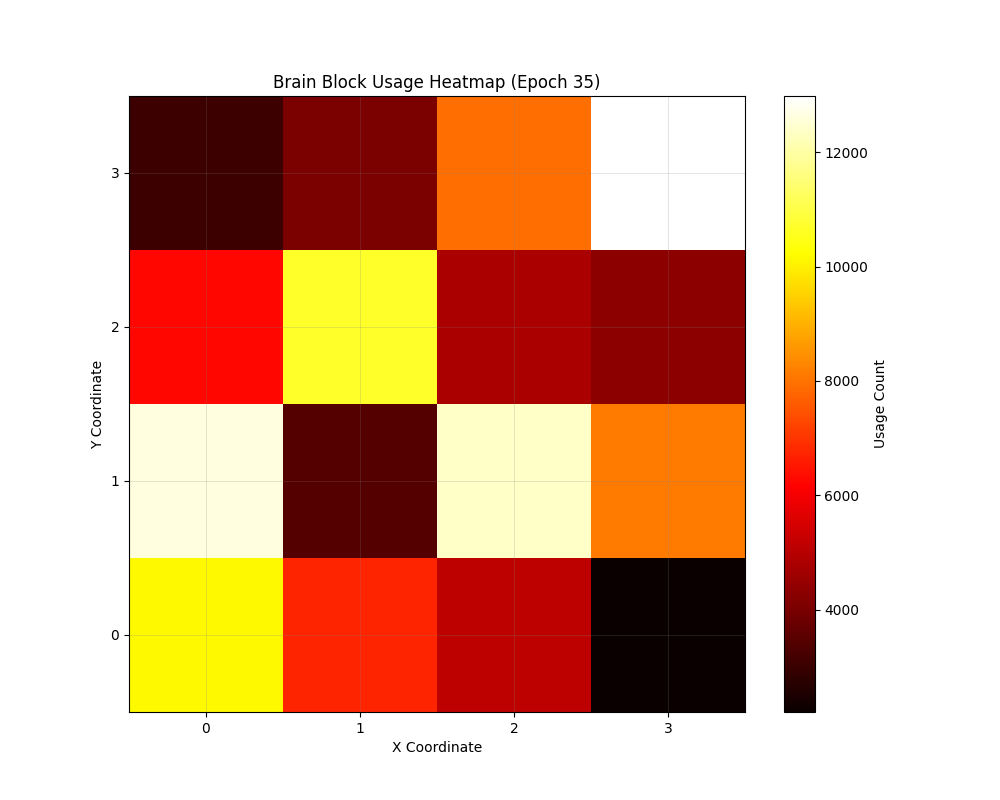 Brain Block Usage Heatmap (Epoch 35)
3
2
1
0
Y Coordinate
0 1 2 3
X Coordinate
12000
10000
8000
6000
4000
Usage Count